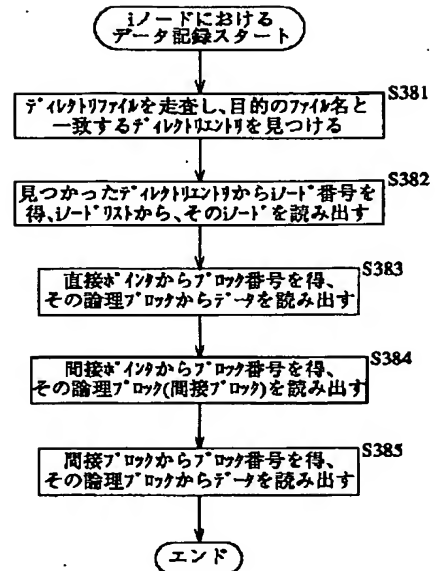 iノードにおける
データ記録スタート
S381
ディレクトリファイルを走査し、目的のファイル名と
一致するディレクトリエントリを見つける
S382
見つかったディレクトリエントリからiノード番号を
得、iノードリストから、そのiノードを読み出す
S383
直接ポインタからブロック番号を得、
その論理ブロックからデータを読み出す
S384
間接ポインタからブロック番号を得、
その論理ブロック(間接ブロック)を読み出す
S385
間接ブロックからブロック番号を得、
その論理ブロックからデータを読み出す
エンド